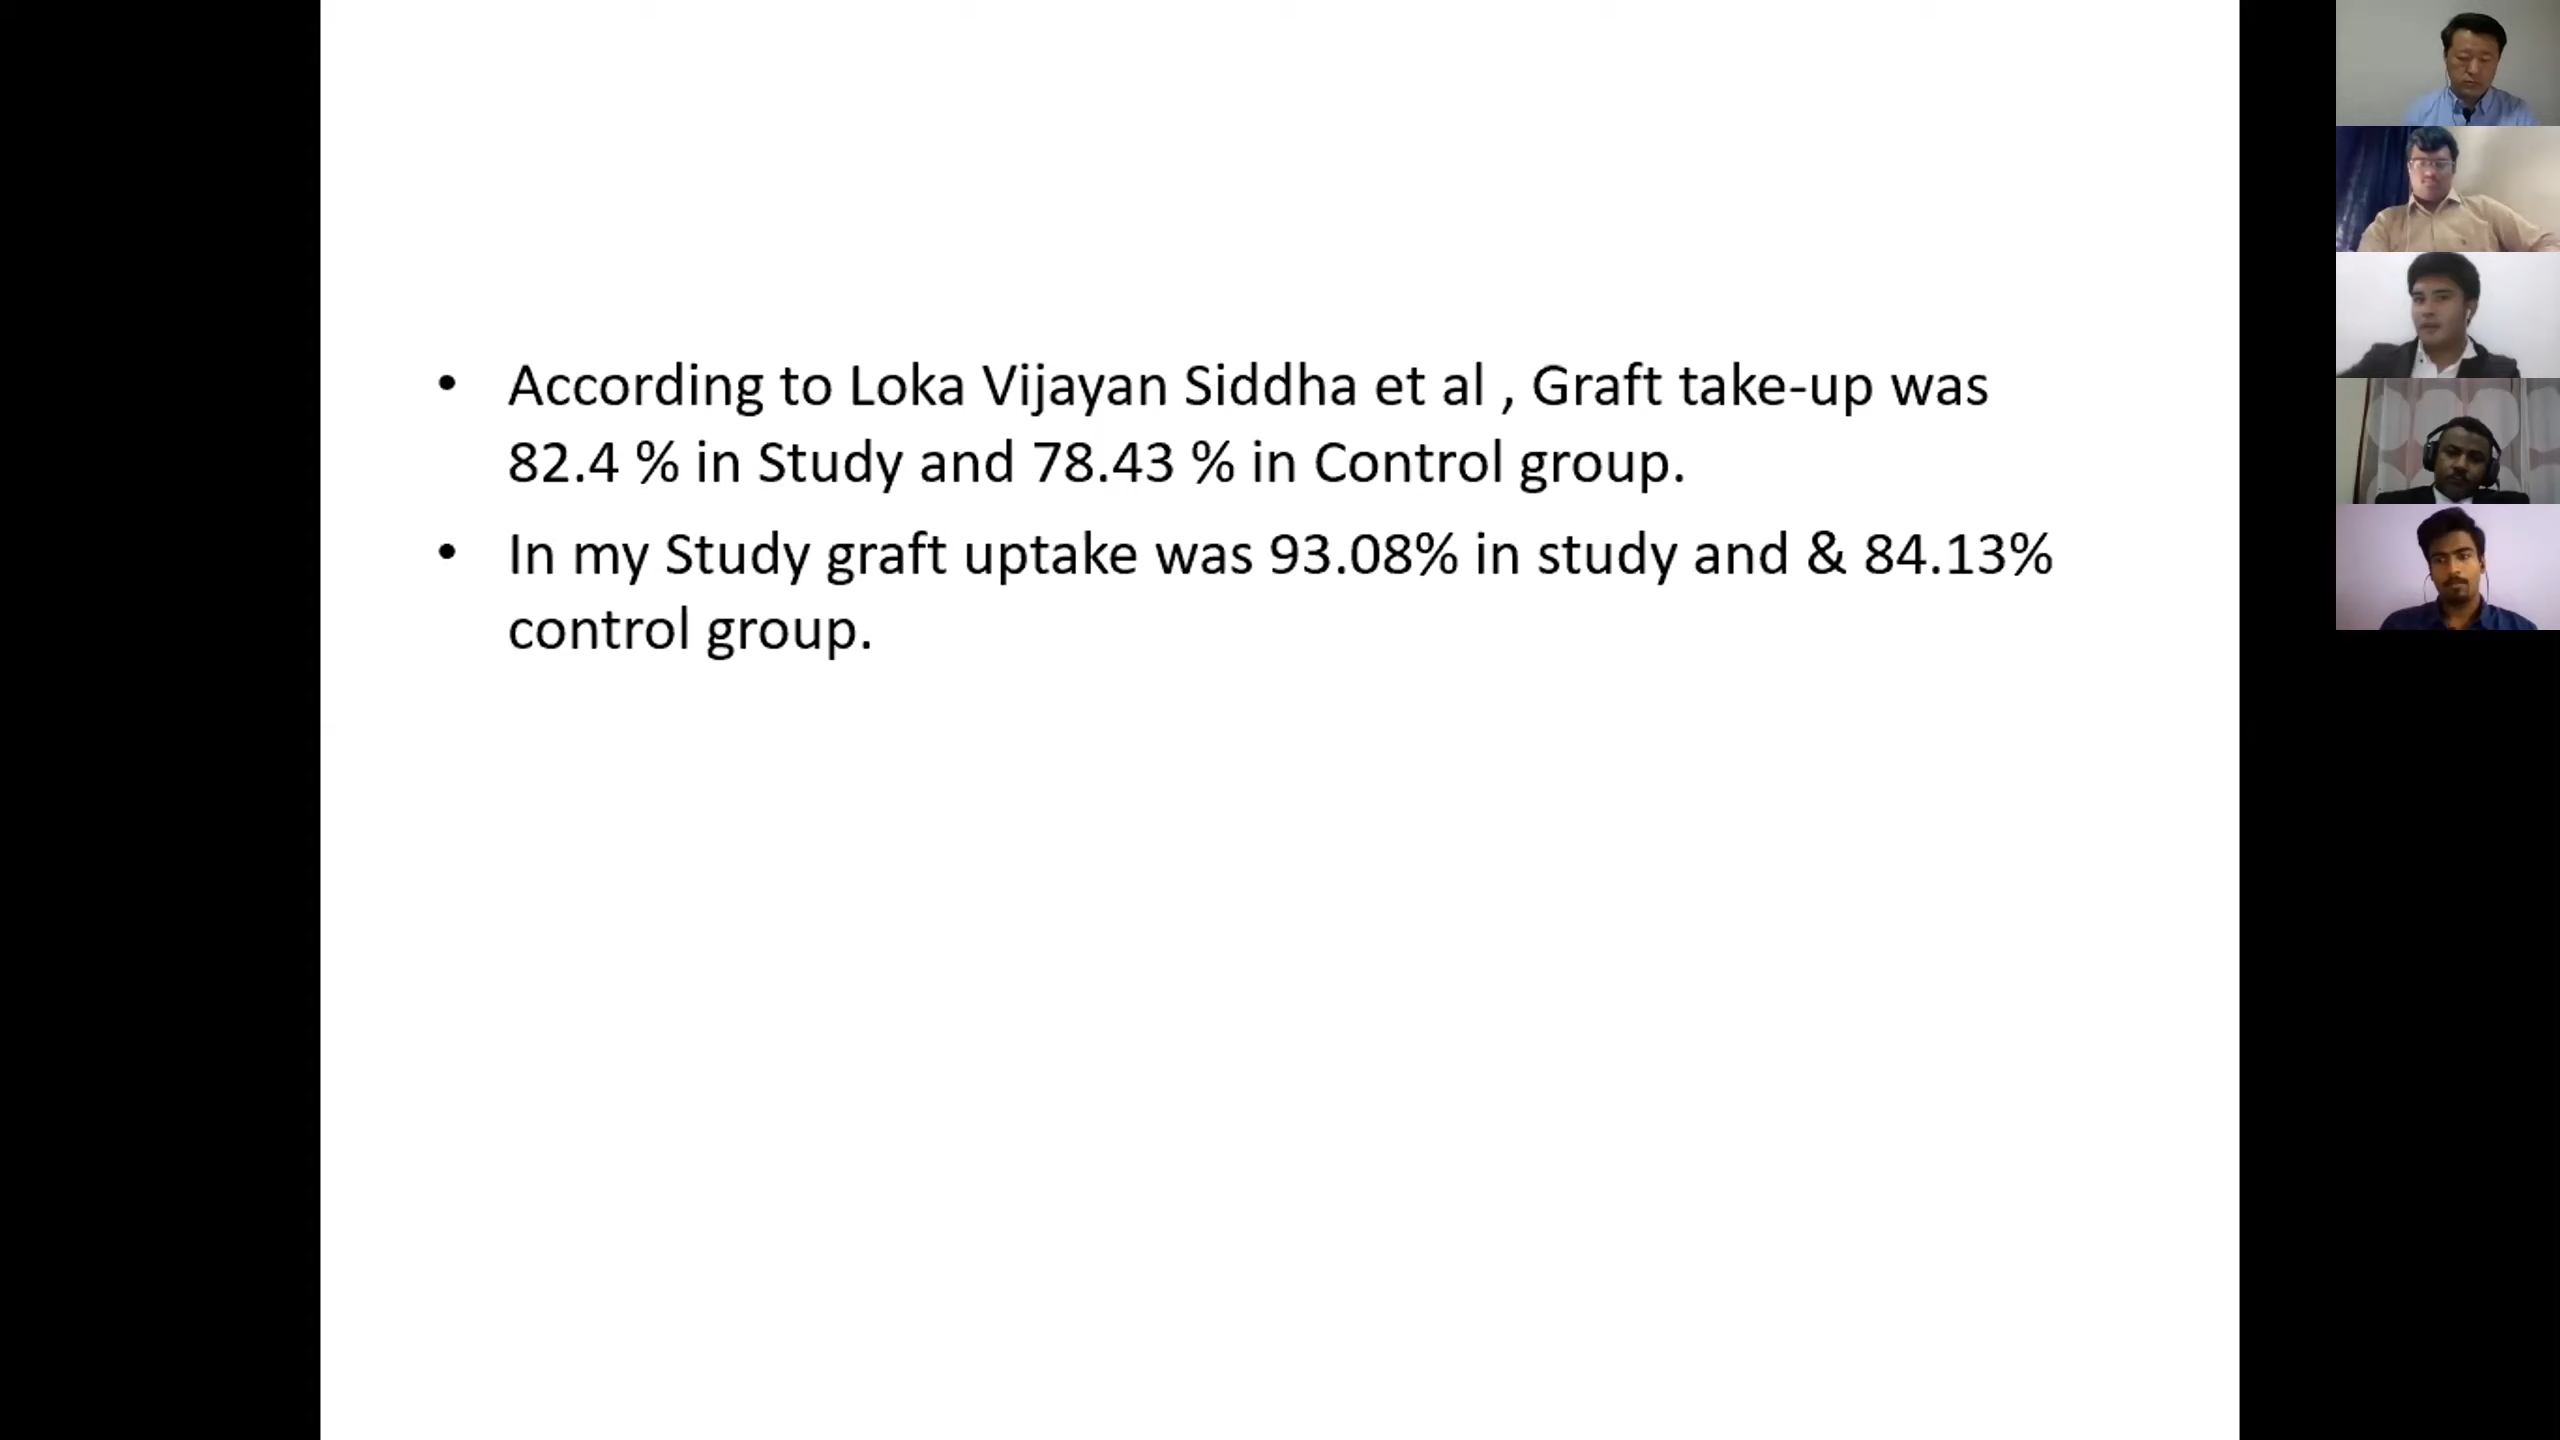 • According to Loka Vijayan Siddha et al , Graft take-up was
82.4 % in Study and 78.43 % in Control group.
• In my Study graft uptake was 93.08% in study and & 84.13%
control group.